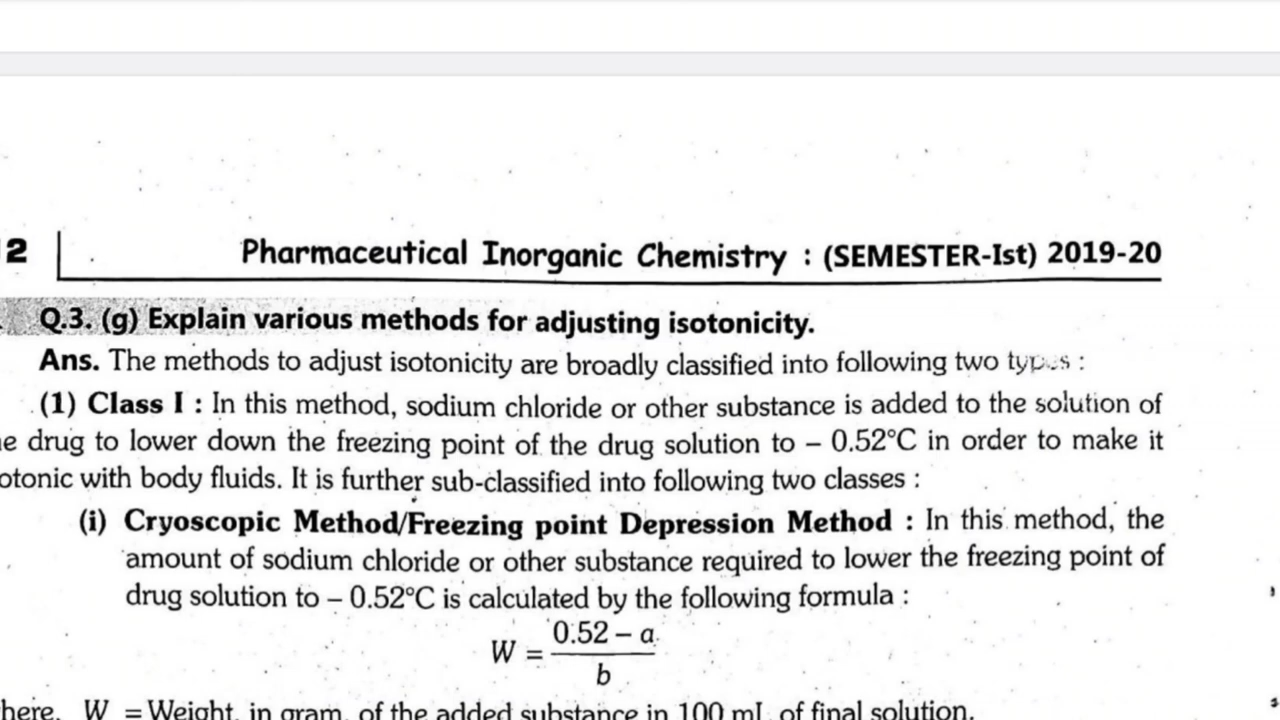 2
Pharmaceutical Inorganic Chemistry : (SEMESTER-Ist) 2019-20
Q.3. (g) Explain various methods for adjusting isotonicity.
Ans. The methods to adjust isotonicity are broadly classified into following two types :
(1) Class I : In this method, sodium chloride or other substance is added to the solution of
e drug to lower down the freezing point of the drug solution to – 0.52°C in order to make it
otonic with body fluids. It is further sub-classified into following two classes :
(i) Cryoscopic Method/Freezing point Depression Method : In this method, the
amount of sodium chloride or other substance required to lower the freezing point of
drug solution to – 0.52°C is calculated by the following formula :
W = 0.52 – a / b
here, W = Weight, in gram, of the added substance in 100 mL of final solution.